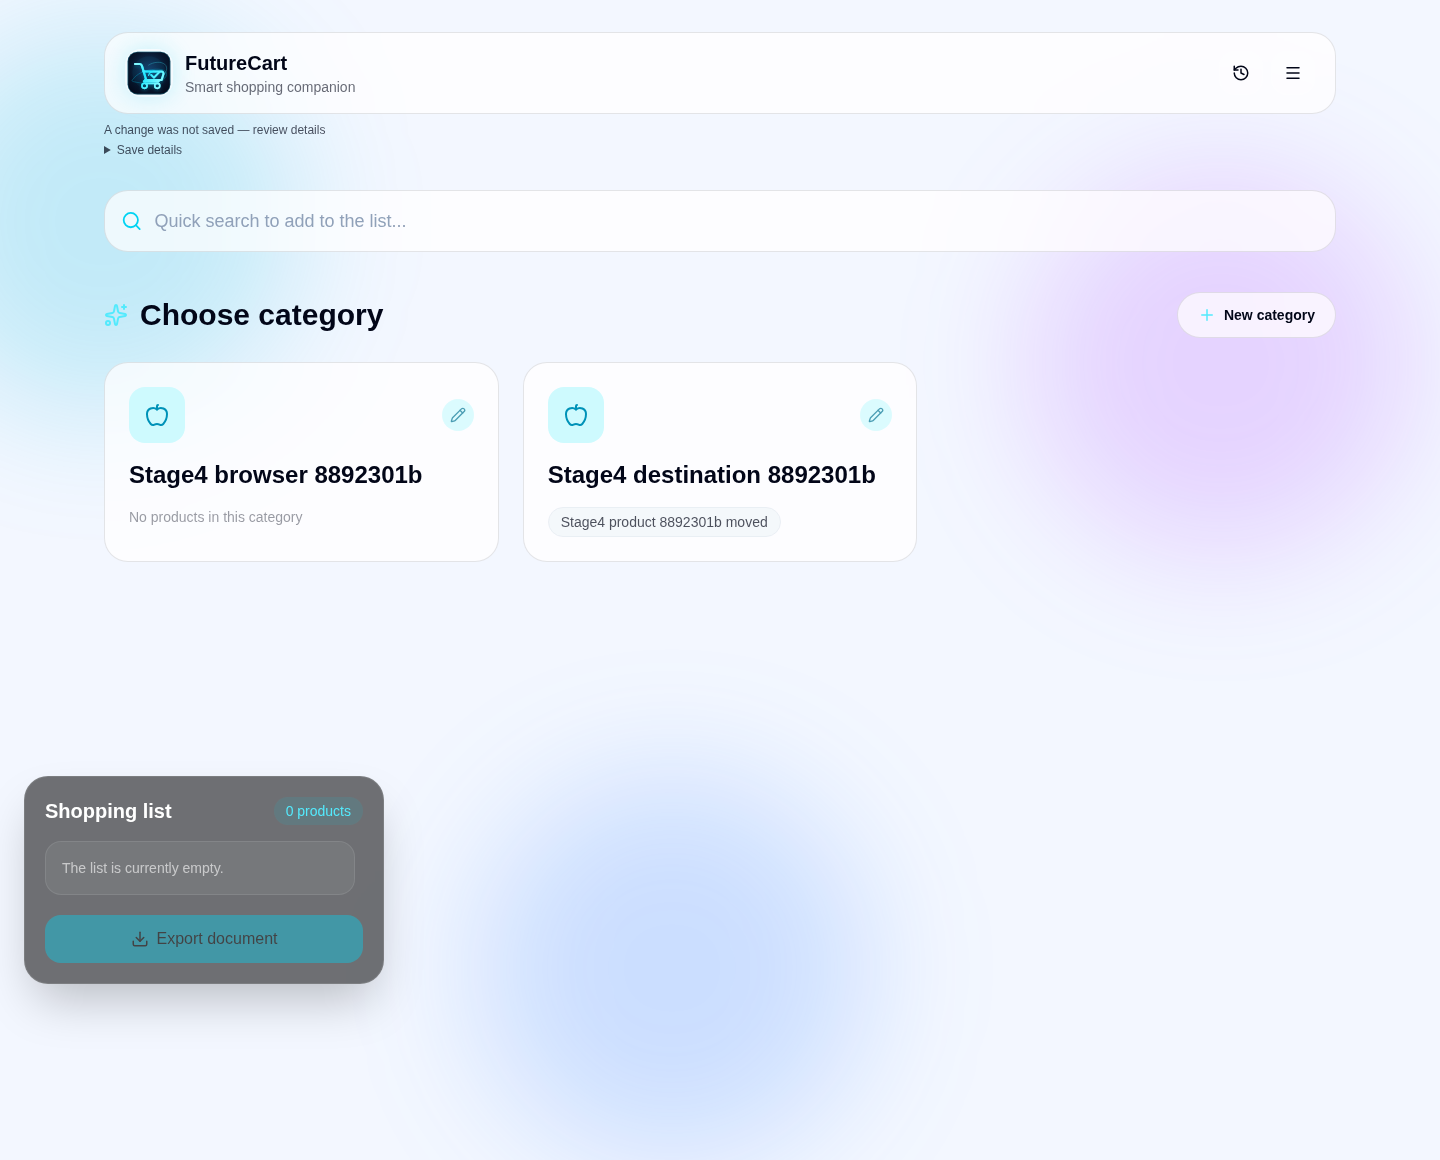 FutureCart
Smart shopping companion
A change was not saved — review details
Save details
Quick search to add to the list...
Choose category
New category
Stage4 browser 8892301b
No products in this category
Stage4 destination 8892301b
Stage4 product 8892301b moved
Shopping list
0 products
The list is currently empty.
Export document